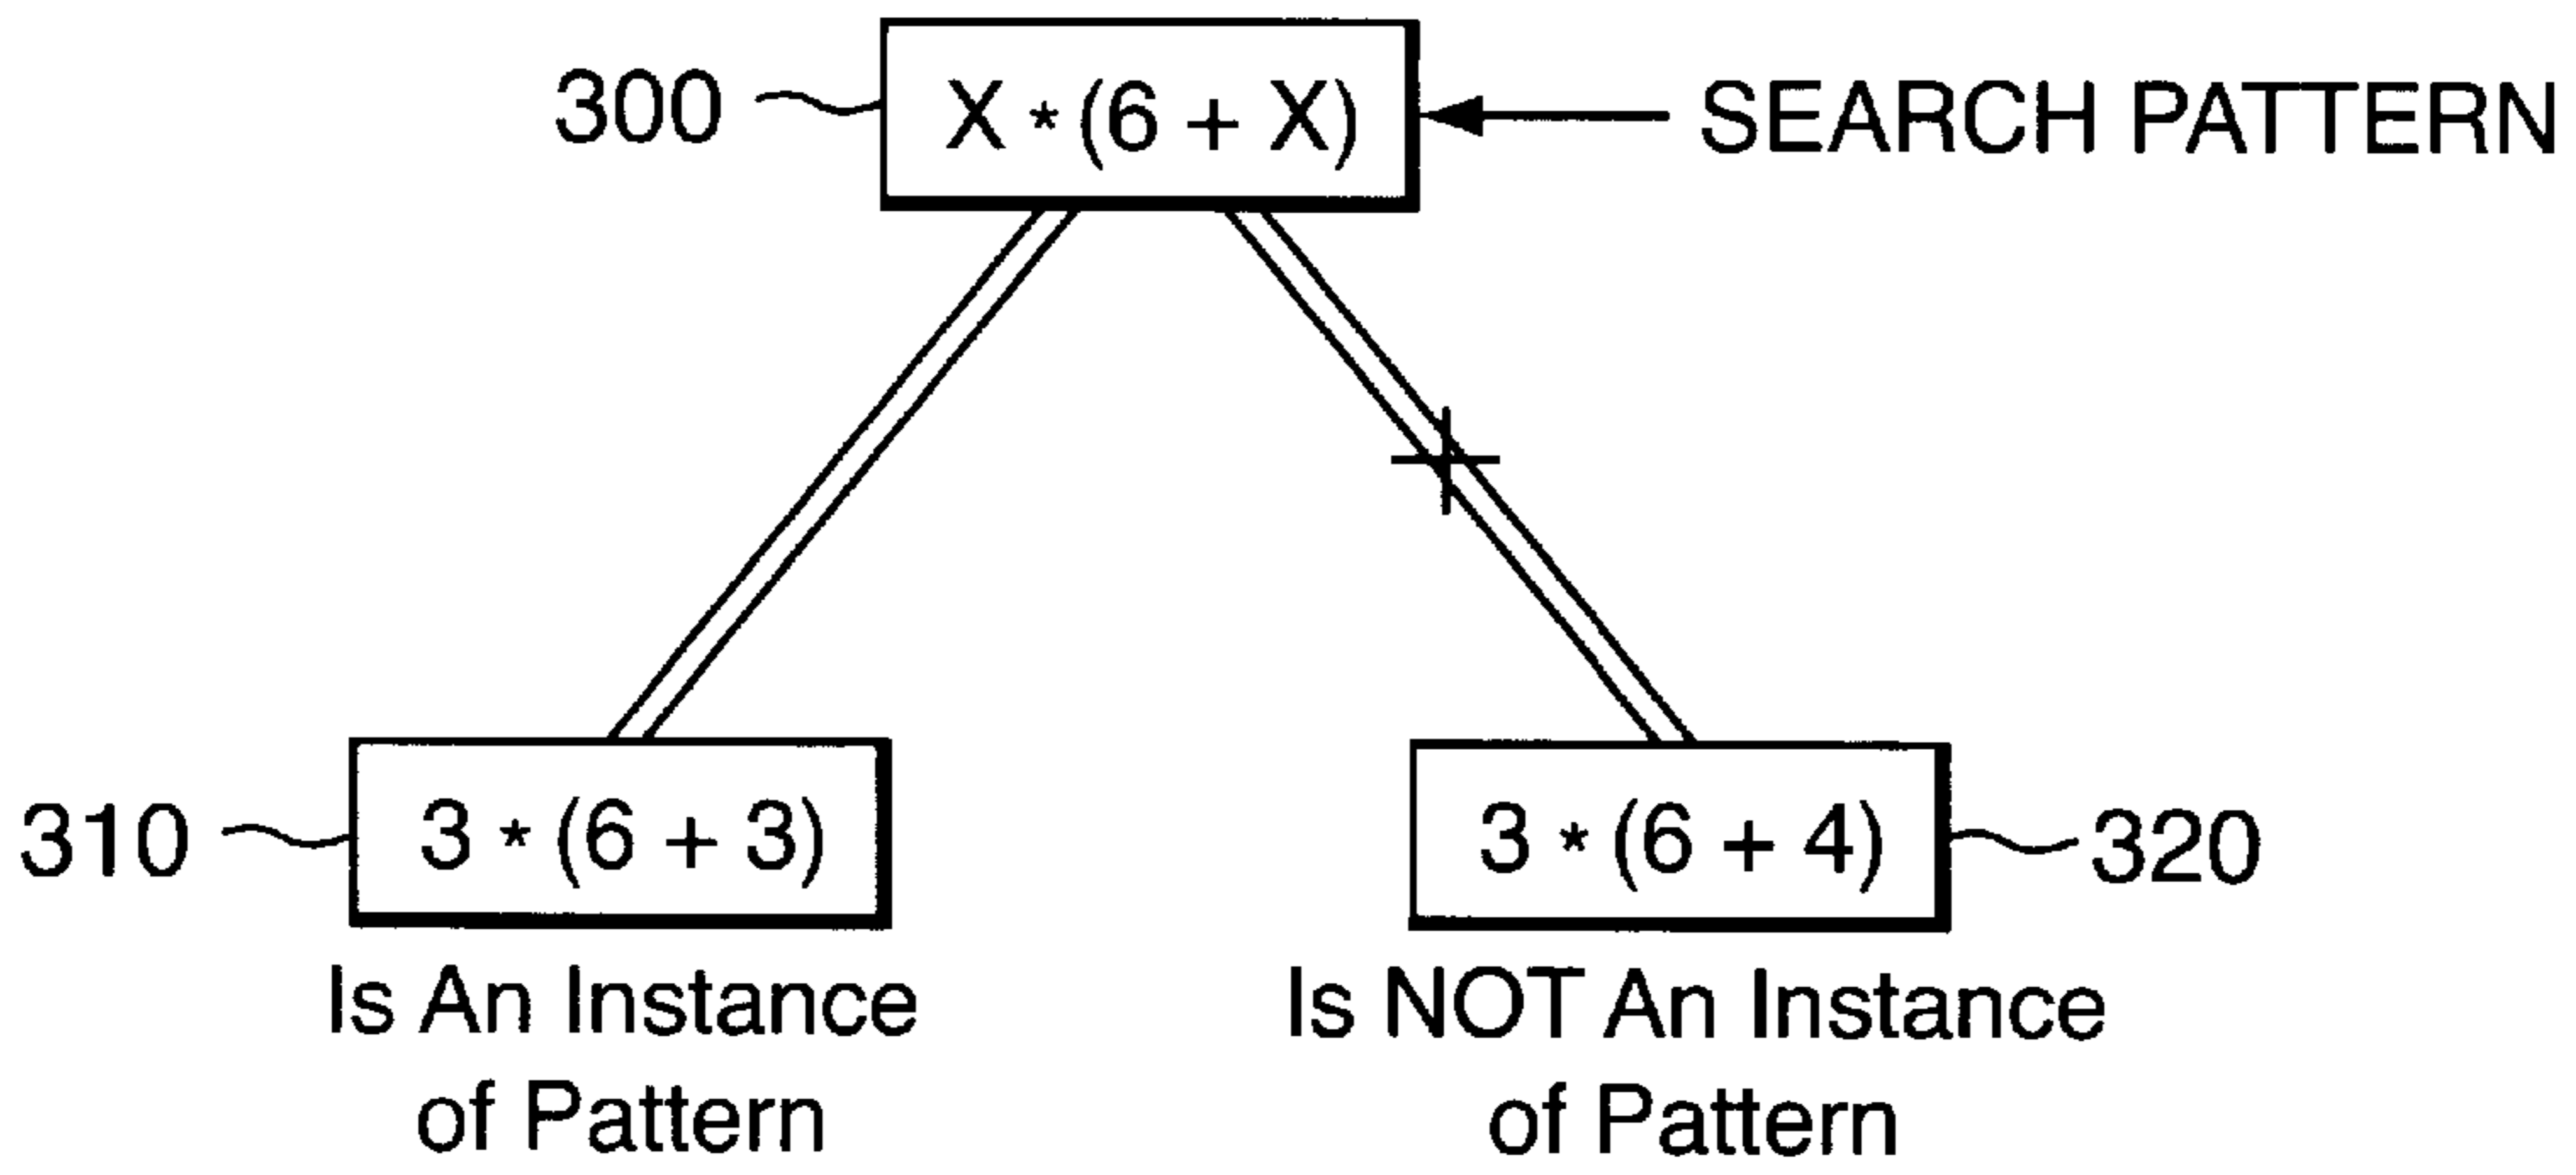 300 X * (6 + X) SEARCH PATTERN
310 3 * (6 + 3)
Is An Instance
of Pattern
3 * (6 + 4) 320
Is NOT An Instance
of Pattern